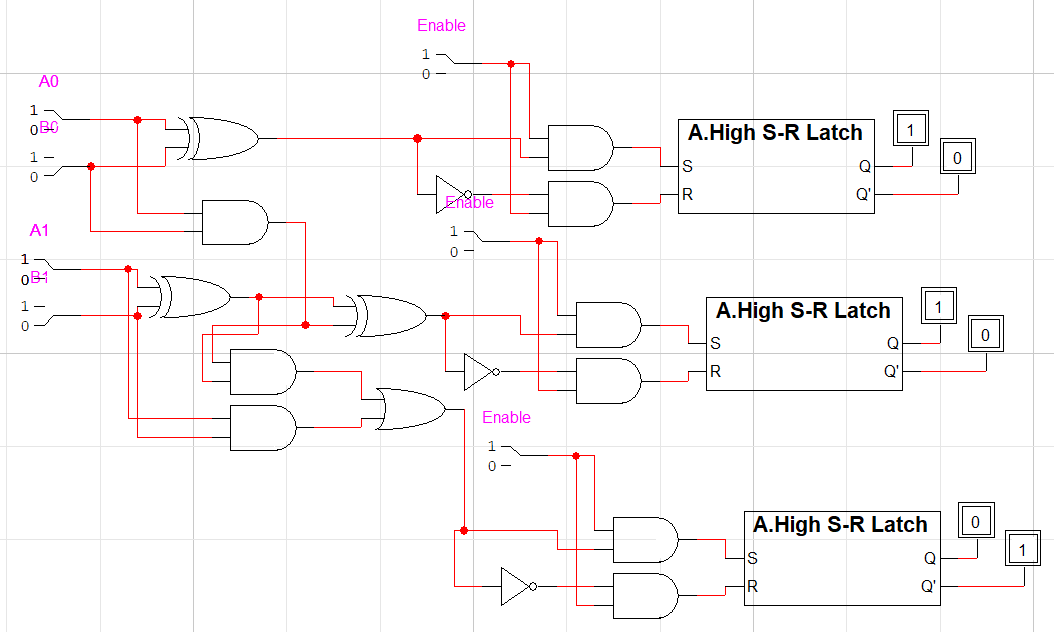 Enable
1
0
A0
1
0
B0
1
0
A.High S-R Latch
S
R
Q
Q'
1
0
Enable
1
0
A1
1
0
B1
1
0
A.High S-R Latch
S
R
Q
Q'
1
0
Enable
1
0
A.High S-R Latch
S
R
Q
Q'
0
1